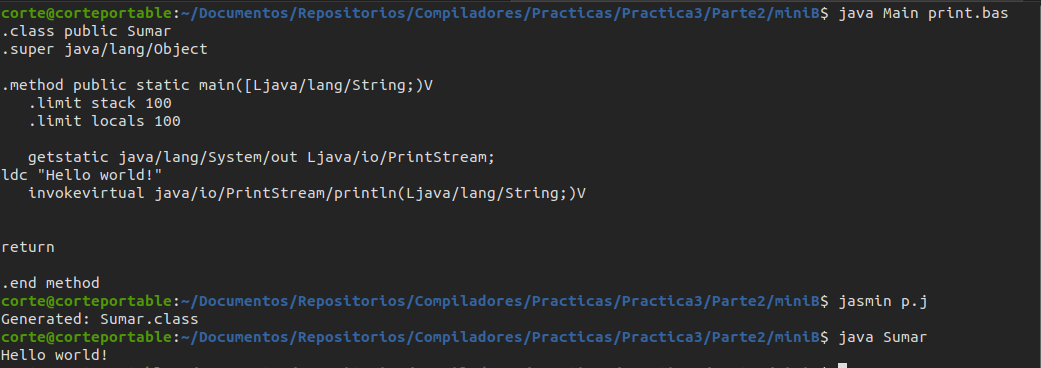 corte@corteportable:~/Documentos/Repositorios/Compiladores/Practicas/Practica3/Parte2/miniB$ java Main print.bas
.class public Sumar
.super java/lang/Object
.method public static main([Ljava/lang/String;)V
   .limit stack 100
   .limit locals 100
   getstatic java/lang/System/out Ljava/io/PrintStream;
ldc "Hello world!"
   invokevirtual java/io/PrintStream/println(Ljava/lang/String;)V
return
.end method
corte@corteportable:~/Documentos/Repositorios/Compiladores/Practicas/Practica3/Parte2/miniB$ jasmin p.j
Generated: Sumar.class
corte@corteportable:~/Documentos/Repositorios/Compiladores/Practicas/Practica3/Parte2/miniB$ java Sumar
Hello world!